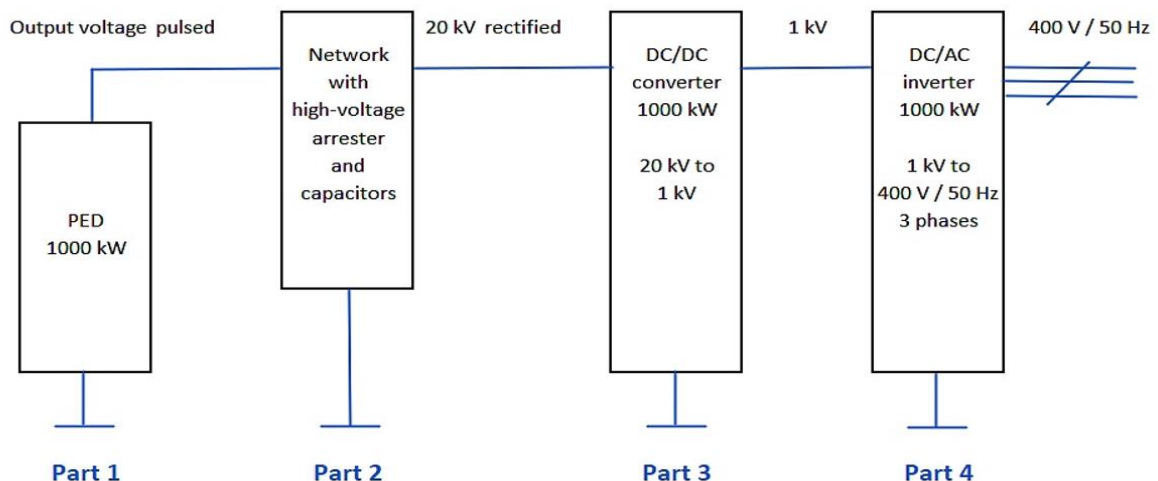 Output voltage pulsed
20 kV rectified
1 kV
400 V / 50 Hz
PED
1000 kW
Network
with
high-voltage
arrester
and
capacitors
DC/DC
converter
1000 kW
20 kV to
1 kV
DC/AC
inverter
1000 kW
1 kV to
400 V / 50 Hz
3 phases
Part 1
Part 2
Part 3
Part 4